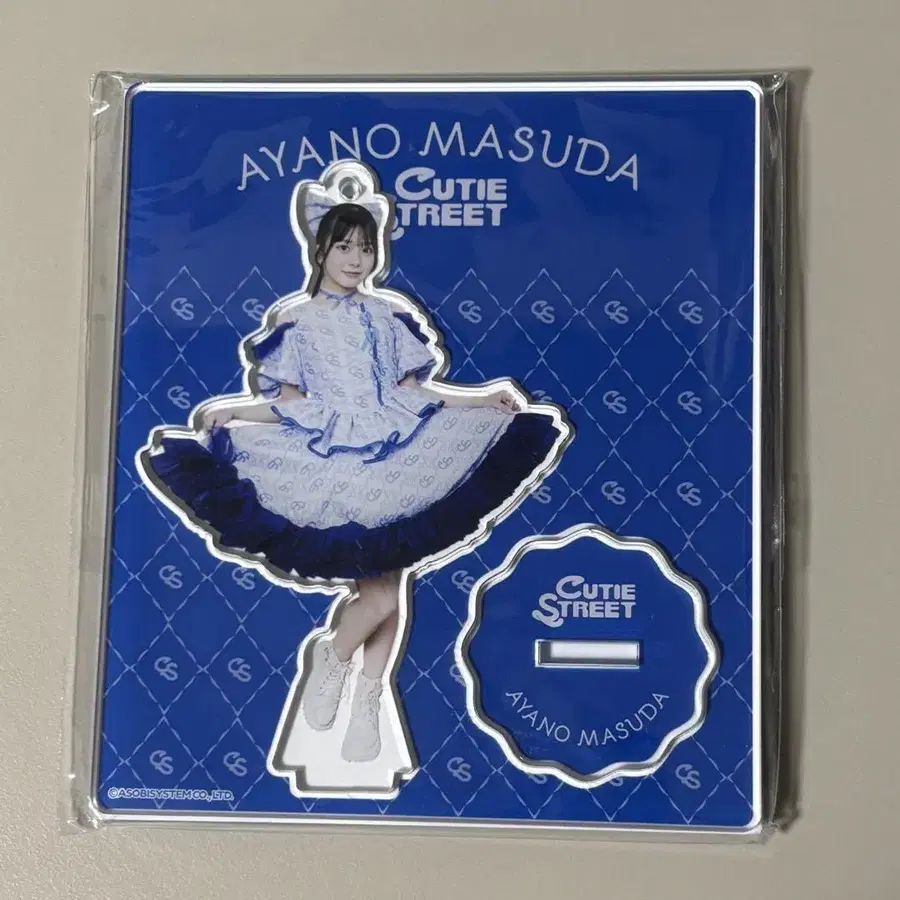 AYANO MASUDA
CUTIE
STREET
CUTIE
STREET
AYANO MASUDA
©ASOBISYSTEM CO.,LTD.